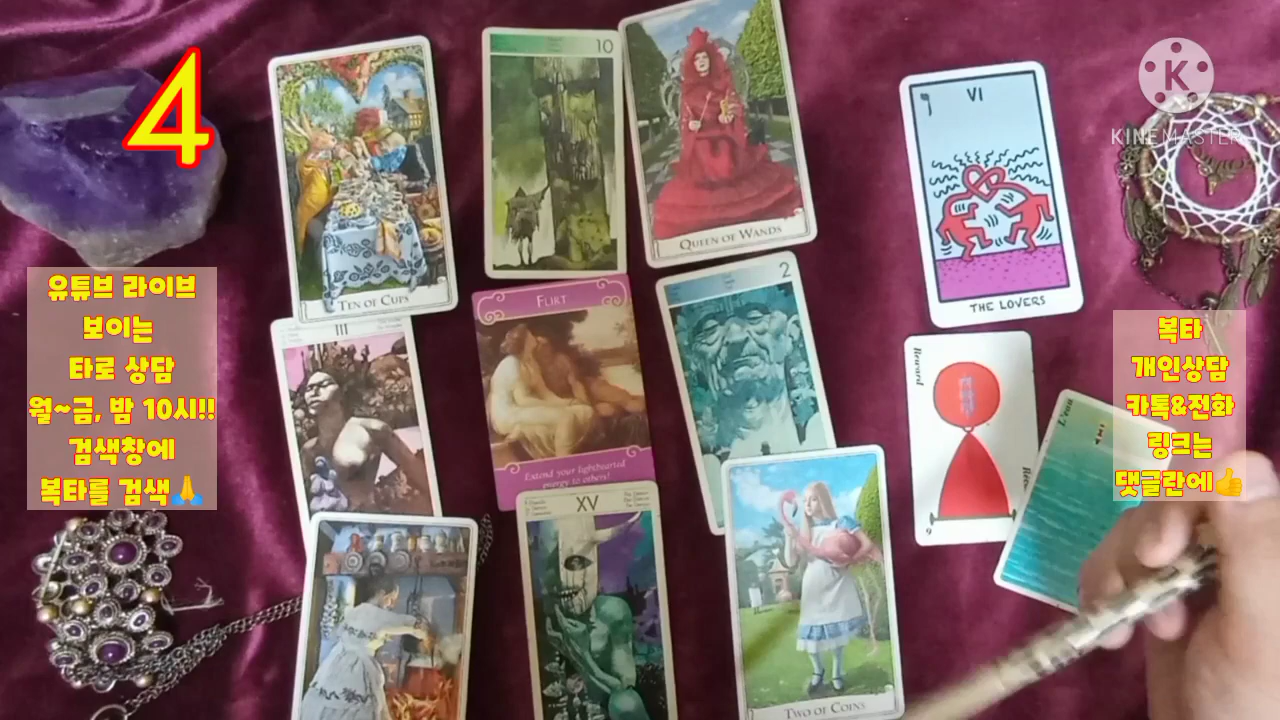 4
유튜브 라이브
보이는
타로 상담
월~금, 밤 10시!!
검색창에
복타를 검색🙏
TEN OF CUPS
III
10
QUEEN OF WANDS
FLIRT
Extend your lighthearted
energy to others!
XV
2
TWO OF COINS
VI
THE LOVERS
Reward
6
K
KINEMASTER
복타
개인상담
카톡&전화
링크는
댓글란에👍